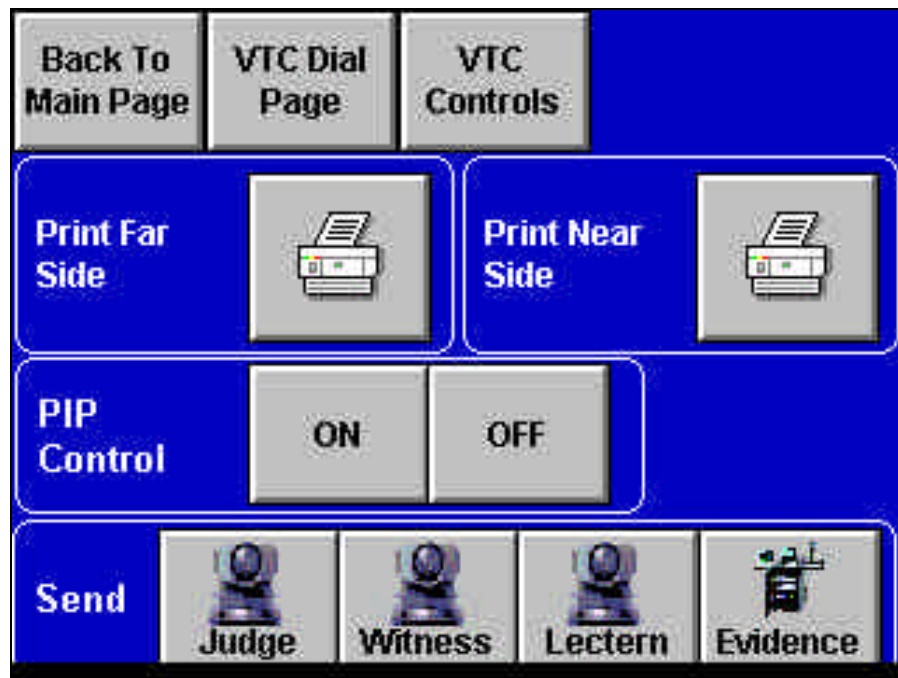 Back To
Main Page
VTC Dial
Page
VTC
Controls
Print Far
Side
Print Near
Side
PIP
Control
ON
OFF
Send
Judge
Witness
Lectern
Evidence